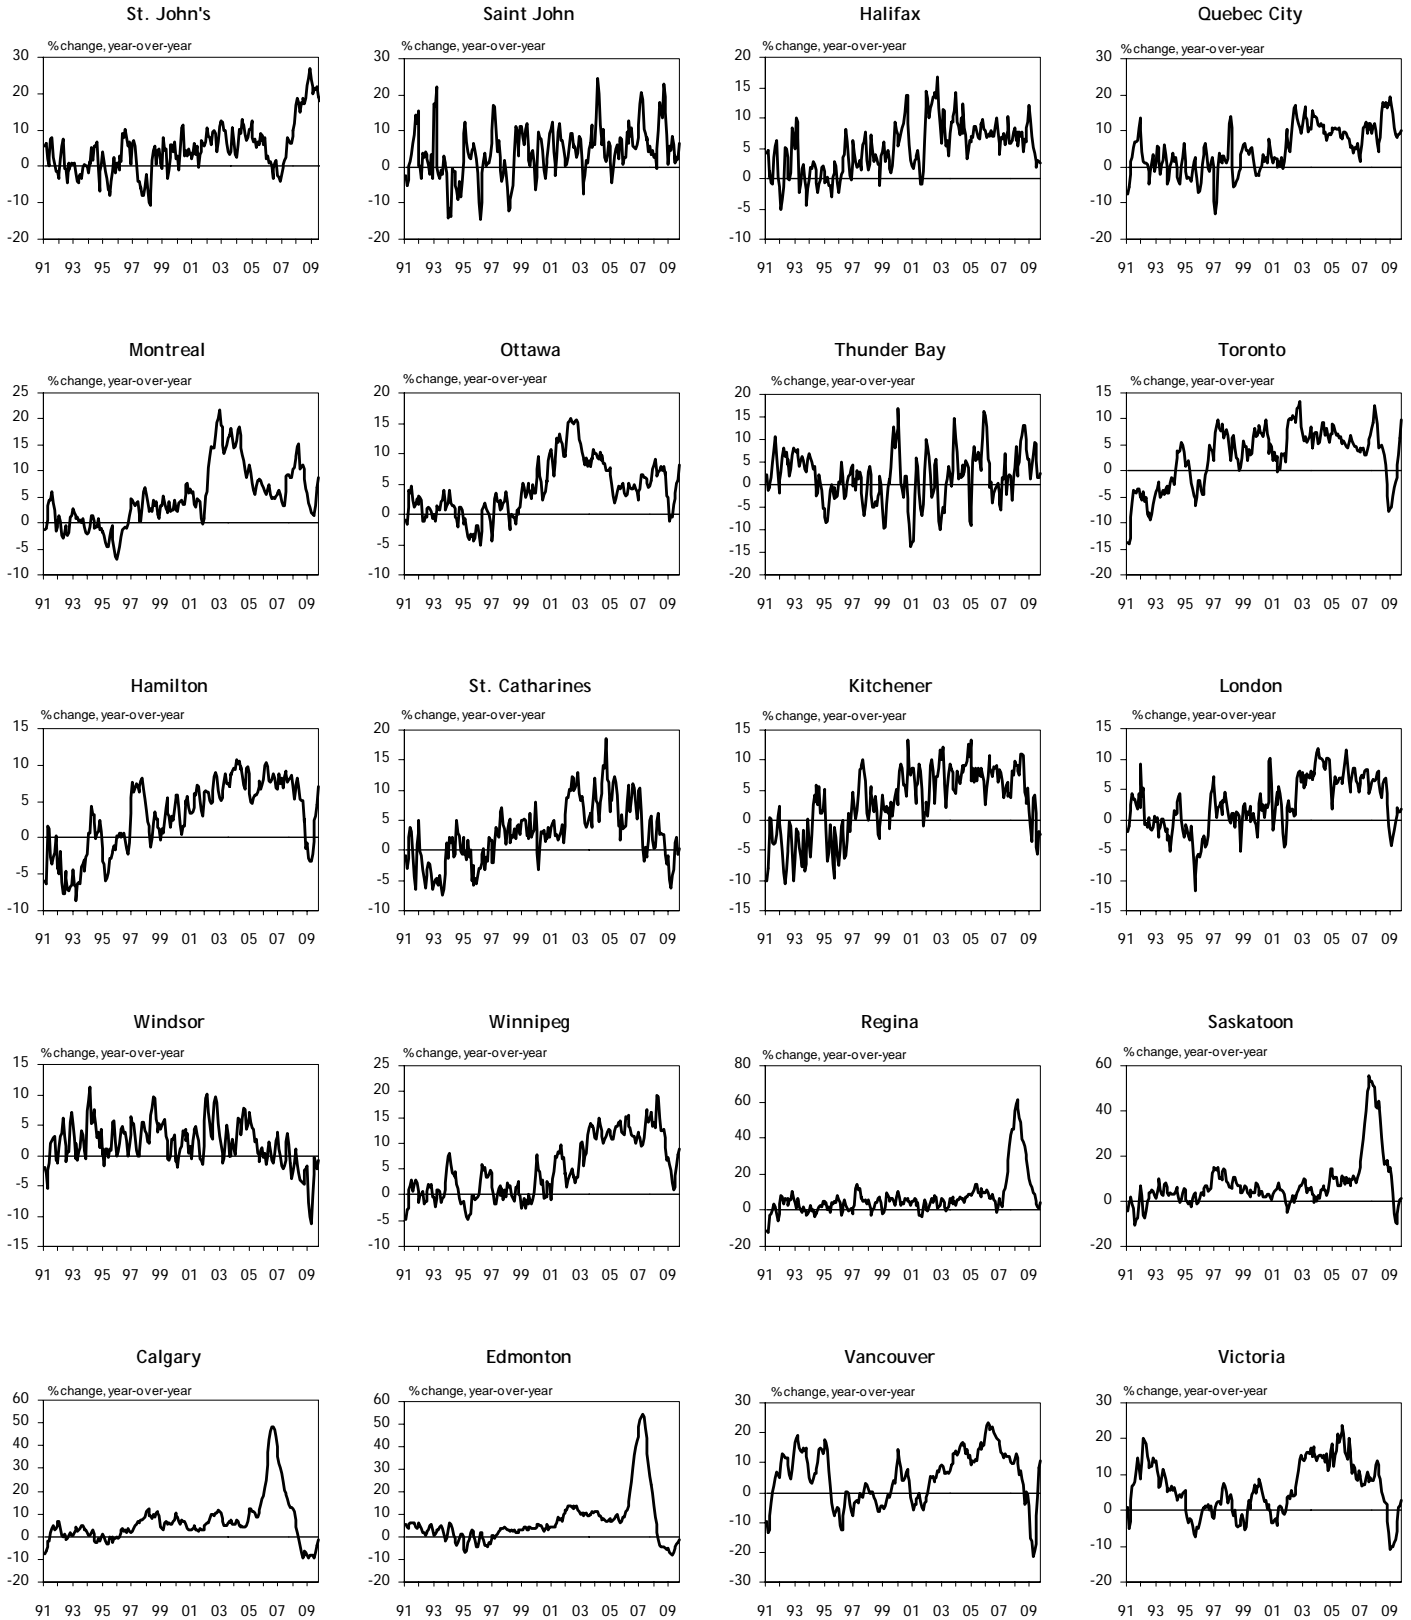 St. John's Saint John Halifax Quebec City
% change, year-over-year % change, year-over-year % change, year-over-year % change, year-over-year
30 30 20 30
20 20 15 20
10 10 10 10
0 0 5 0
-10 -10 0 -10
-20 -20 -5 -20
-10
91 93 95 97 99 01 03 05 07 09 91 93 95 97 99 01 03 05 07 09 91 93 95 97 99 01 03 05 07 09 91 93 95 97 99 01 03 05 07 09
Montreal Ottawa Thunder Bay Toronto
% change, year-over-year % change, year-over-year % change, year-over-year % change, year-over-year
25 20 20 15
20 15 15 10
15 10 10 5
10 5 5 0
5 0 0 -5
0 -5 -5 -10
-5 -10 -10 -15
-10 -15 -20
-20
91 93 95 97 99 01 03 05 07 09 91 93 95 97 99 01 03 05 07 09 91 93 95 97 99 01 03 05 07 09 91 93 95 97 99 01 03 05 07 09
Hamilton St. Catharines Kitchener London
% change, year-over-year % change, year-over-year % change, year-over-year % change, year-over-year
15 20 15 15
10 15 10 10
5 10 5 5
0 5 0 0
-5 0 -5 -5
-10 -5 -10 -10
-10 -15 -15
91 93 95 97 99 01 03 05 07 09 91 93 95 97 99 01 03 05 07 09 91 93 95 97 99 01 03 05 07 09 91 93 95 97 99 01 03 05 07 09
Windsor Winnipeg Regina Saskatoon
% change, year-over-year % change, year-over-year % change, year-over-year % change, year-over-year
15 25 80 60
10 20 60 40
5 15 40 20
0 10 20 0
-5 5 0 -20
-10 0 -20
-15 -5
-10
91 93 95 97 99 01 03 05 07 09 91 93 95 97 99 01 03 05 07 09 91 93 95 97 99 01 03 05 07 09 91 93 95 97 99 01 03 05 07 09
Calgary Edmonton Vancouver Victoria
% change, year-over-year % change, year-over-year % change, year-over-year % change, year-over-year
60 60 30 30
50 50 20 20
40 40 10 10
30 30 0 0
20 20 -10 -10
10 10 -20 -20
0 0 -30
-10 -10
-20 -20
91 93 95 97 99 01 03 05 07 09 91 93 95 97 99 01 03 05 07 09 91 93 95 97 99 01 03 05 07 09 91 93 95 97 99 01 03 05 07 09